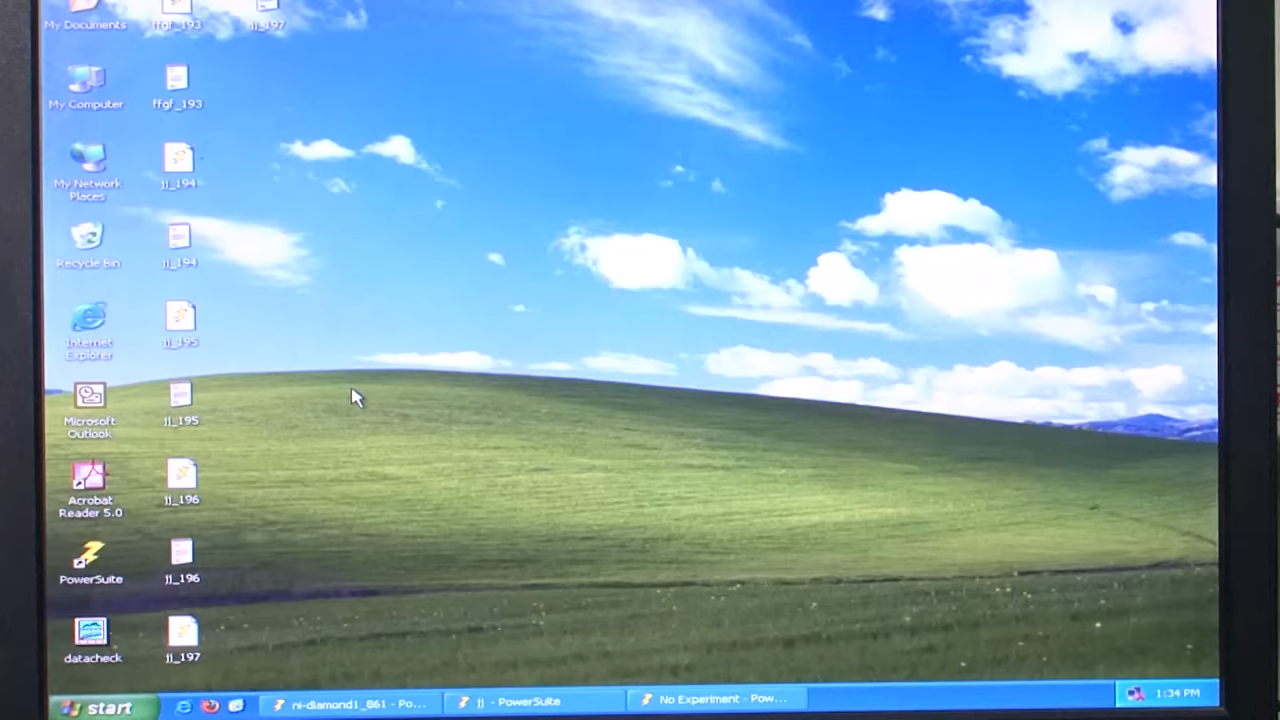 My Documents
ffgf_193
jj_197
My Computer
ffgf_193
My Network
Places
jj_194
Recycle Bin
jj_194
Internet
Explorer
jj_195
Microsoft
Outlook
jj_195
Acrobat
Reader 5.0
jj_196
PowerSuite
jj_196
datacheck
jj_197
start
ni-diamond1_861 - Po...
jj - PowerSuite
No Experiment - Pow...
1:34 PM